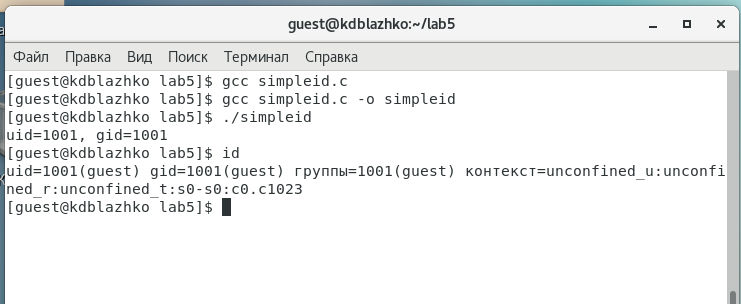 guest@kdblazhko:~/lab5
Файл Правка Вид Поиск Терминал Справка
[guest@kdblazhko lab5]$ gcc simpleid.c
[guest@kdblazhko lab5]$ gcc simpleid.c -o simpleid
[guest@kdblazhko lab5]$ ./simpleid
uid=1001, gid=1001
[guest@kdblazhko lab5]$ id
uid=1001(guest) gid=1001(guest) группы=1001(guest) контекст=unconfined_u:unconfi
ned_r:unconfined_t:s0-s0:c0.c1023
[guest@kdblazhko lab5]$